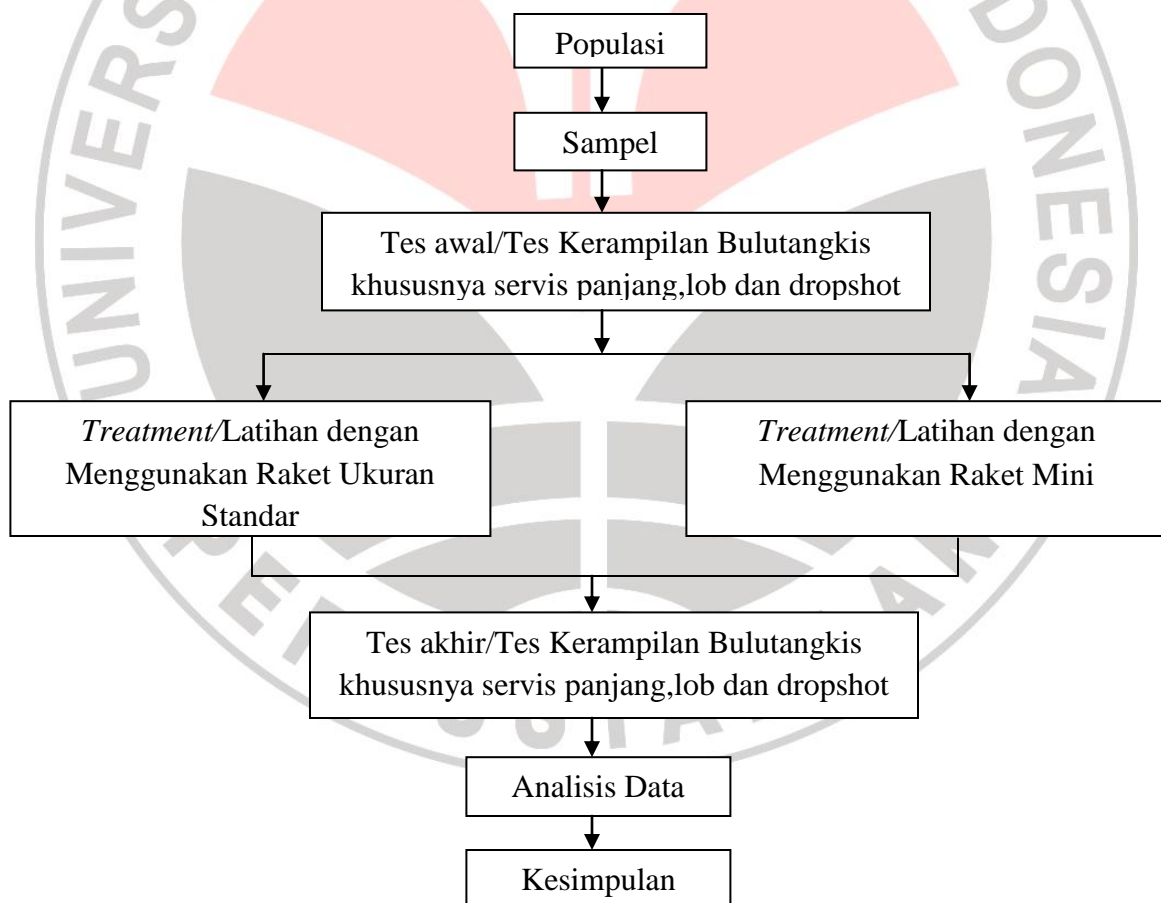 Populasi
Sampel
Tes awal/Tes Kerampilan Bulutangkis
khususnya servis panjang,lob dan dropshot
Treatment/Latihan dengan
Menggunakan Raket Ukuran
Standar
Treatment/Latihan dengan
Menggunakan Raket Mini
Tes akhir/Tes Kerampilan Bulutangkis
khususnya servis panjang,lob dan dropshot
Analisis Data
Kesimpulan
UNIVERS
DONESIA